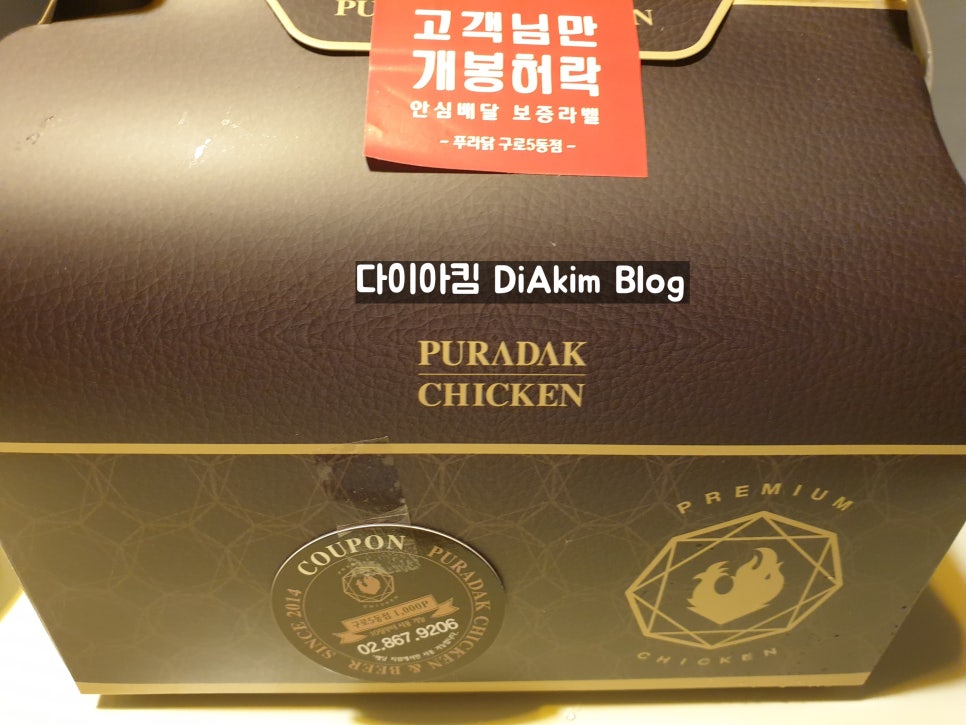 고객님만
개봉허락
안심배달 보증라벨
- 푸라닭 구로5동점 -
다이아킴 DiAkim Blog
PURADAK
CHICKEN
PREMIUM
CHICKEN
COUPON
PURADAK CHICKEN & BEER
SINCE 2014
구로5동점 1,000P
02.867.9206